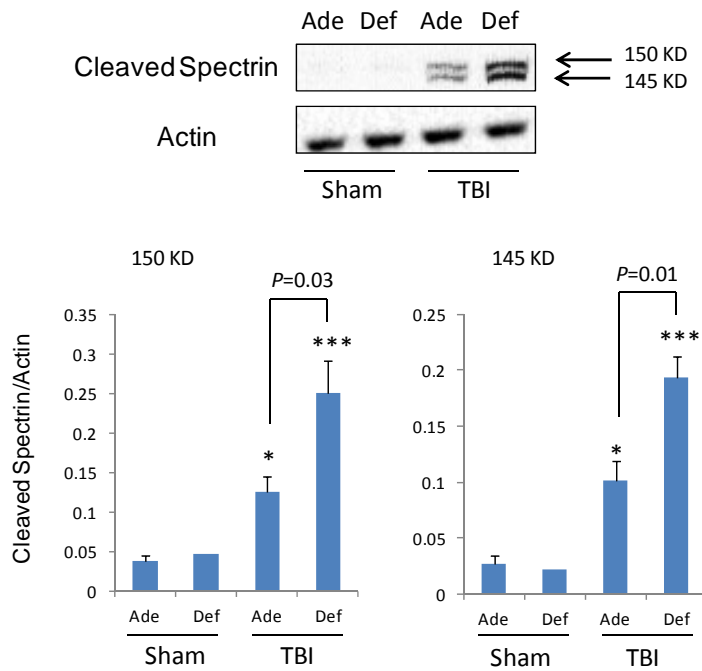 Ade Def Ade Def
Cleaved Spectrin
150 KD
145 KD
Actin
Sham TBI
150 KD
P=0.03
Cleaved Spectrin/Actin
0.35
0.3
0.25
0.2
0.15
0.1
0.05
0
***
*
Ade Def Ade Def
Sham TBI
145 KD
P=0.01
0.25
0.2
0.15
0.1
0.05
0
***
*
Ade Def Ade Def
Sham TBI